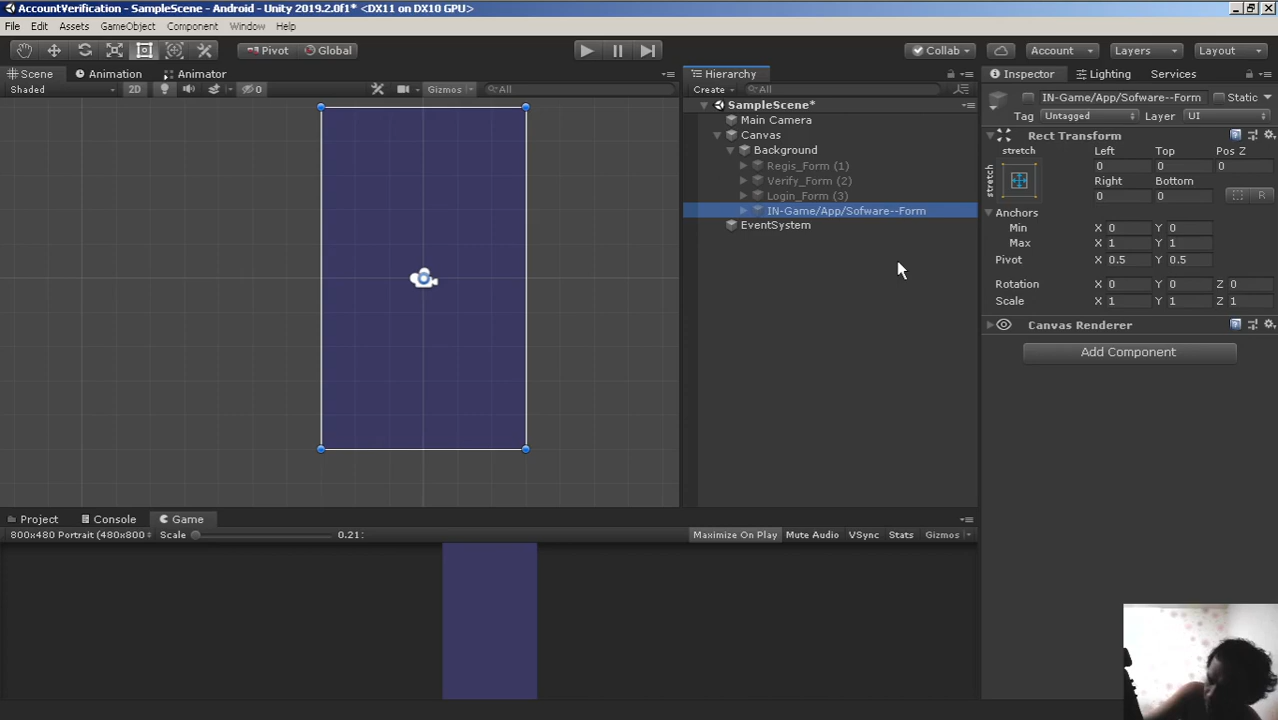 AccountVerification - SampleScene - Android - Unity 2019.2.0f1* <DX11 on DX10 GPU>
File Edit Assets GameObject Component Window Help
Pivot Global Collab Account Layers Layout
Scene Animation Animator Hierarchy Inspector Lighting Services
Shaded 2D 0 Gizmos All Create All
IN-Game/App/Sofware--Form Static
SampleScene*
Main Camera
Tag Untagged Layer UI
Canvas
Rect Transform
Background
stretch Left Top Pos Z
Regis_Form (1)
0 0 0
Verify_Form (2)
stretch Right Bottom
Login_Form (3)
0 0 R
IN-Game/App/Sofware--Form
Anchors
EventSystem
Min X 0 Y 0
Max X 1 Y 1
Pivot X 0.5 Y 0.5
Rotation X 0 Y 0 Z 0
Scale X 1 Y 1 Z 1
Canvas Renderer
Add Component
Project Console Game
800x480 Portrait (480x800 Scale 0.21: Maximize On Play Mute Audio VSync Stats Gizmos